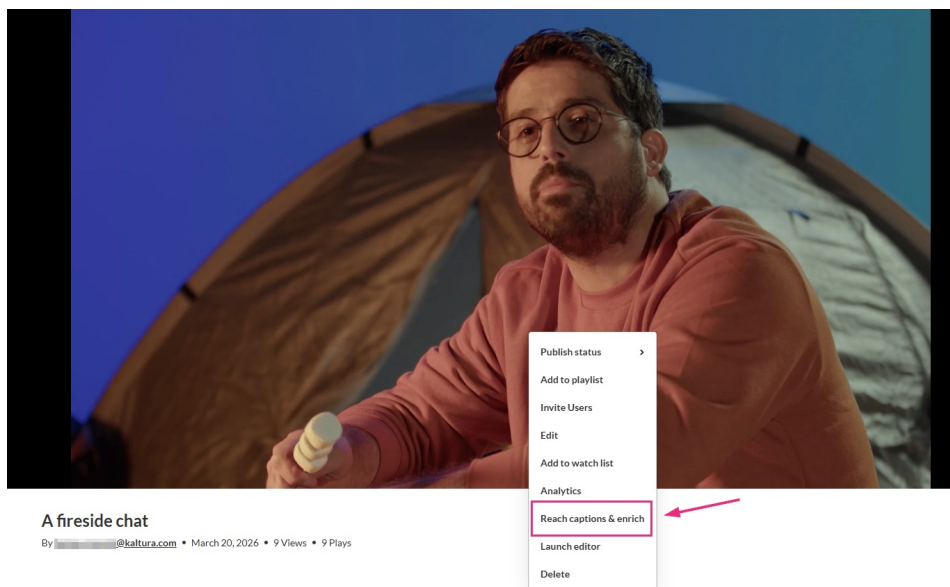 Publish status
Add to playlist
Invite Users
Edit
Add to watch list
Analytics
Reach captions & enrich
Launch editor
Delete
A fireside chat
By @kaltura.com • March 20, 2026 • 9 Views • 9 Plays